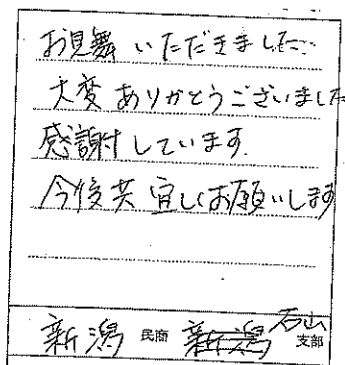 お見舞いただきました…
大変ありがとうございました
感謝しています.
今後共宜しくお願いします
新潟 民商 新潟 石山 支部